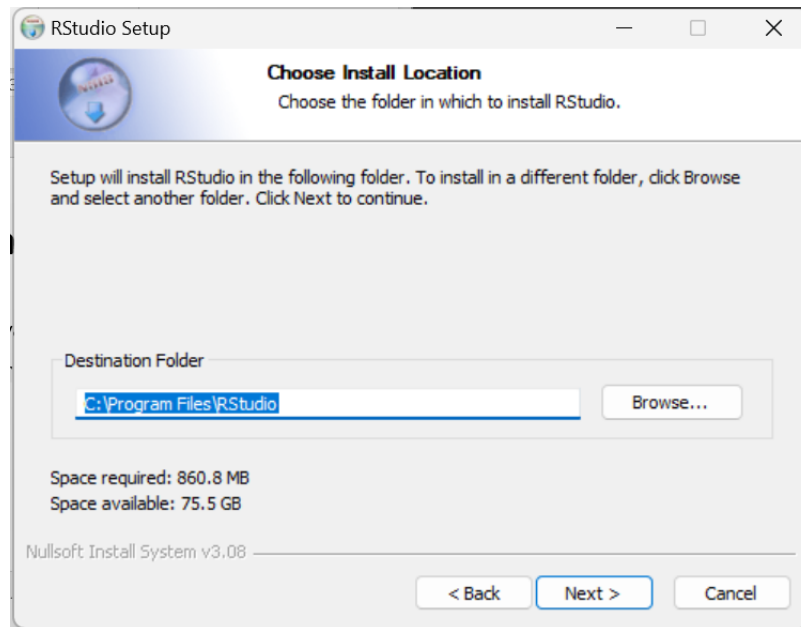 RStudio Setup
Choose Install Location
Choose the folder in which to install RStudio.
Setup will install RStudio in the following folder. To install in a different folder, click Browse
and select another folder. Click Next to continue.
Destination Folder
C:\Program Files\RStudio
Browse...
Space required: 860.8 MB
Space available: 75.5 GB
Nullsoft Install System v3.08
< Back
Next >
Cancel